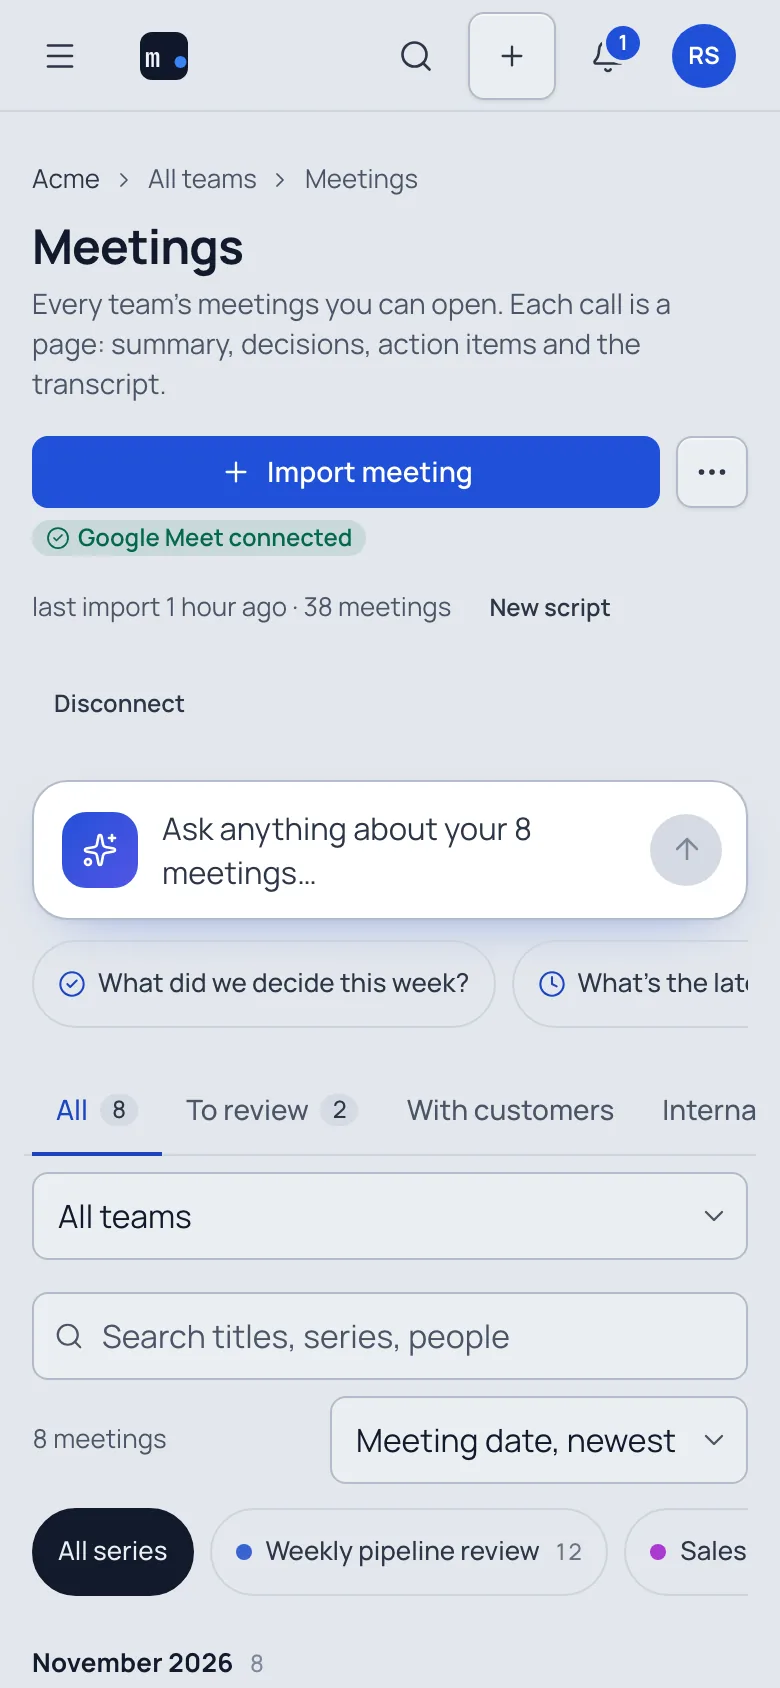 m
1
RS
Acme > All teams > Meetings
Meetings
Every team’s meetings you can open. Each call is a
page: summary, decisions, action items and the
transcript.
+ Import meeting
Google Meet connected
last import 1 hour ago · 38 meetings New script
Disconnect
Ask anything about your 8
meetings…
What did we decide this week? What’s the late
All 8 To review 2 With customers Interna
All teams
Search titles, series, people
8 meetings Meeting date, newest
All series Weekly pipeline review 12 Sales
November 2026 8